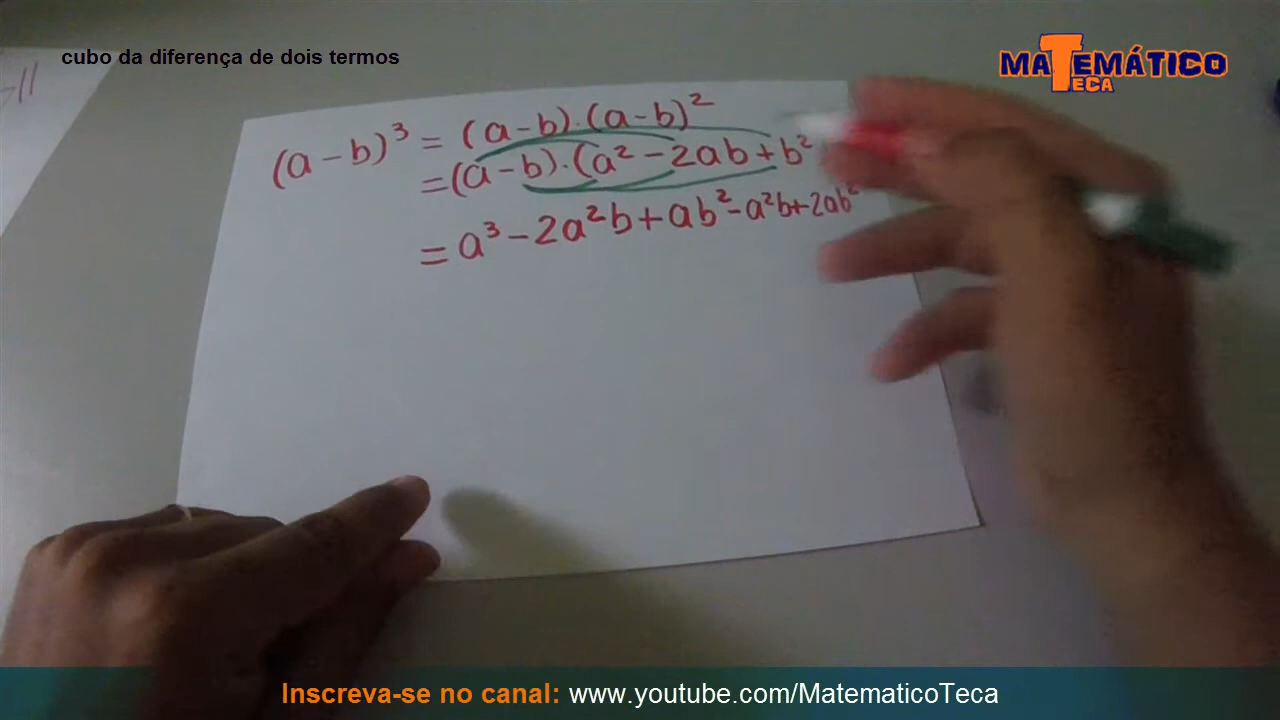 cubo da diferença de dois termos
MATEMÁTICO
TECA
(a-b)³ = (a-b).(a-b)²
=(a-b).(a²-2ab+b²
=a³-2a²b+ab²-a²b+2ab²
Inscreva-se no canal: www.youtube.com/MatematicoTeca